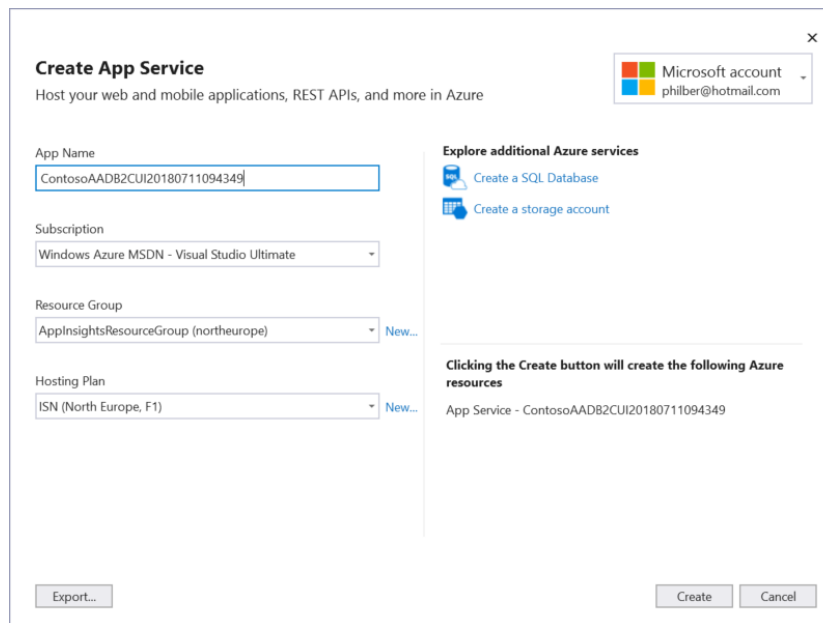 Create App Service
Host your web and mobile applications, REST APIs, and more in Azure
Microsoft account
philber@hotmail.com
App Name
ContosoAADB2CUI20180711094349
Subscription
Windows Azure MSDN - Visual Studio Ultimate
Resource Group
AppInsightsResourceGroup (northeurope)
New...
Hosting Plan
ISN (North Europe, F1)
New...
Explore additional Azure services
SQL
Create a SQL Database
Create a storage account
Clicking the Create button will create the following Azure
resources
App Service - ContosoAADB2CUI20180711094349
Export...
Create
Cancel